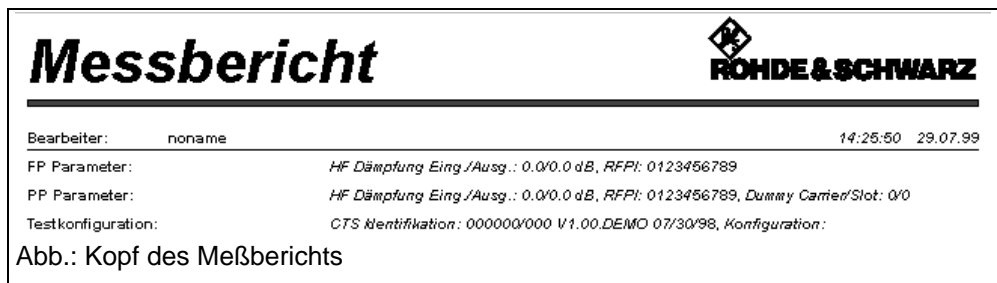 Messbericht
ROHDE&SCHWARZ
Bearbeiter: noname 14:25:50 29.07.99
FP Parameter: HF Dämpfung Eing./Ausg.: 0.0/0.0 dB, RFPI: 0123456789
PP Parameter: HF Dämpfung Eing./Ausg.: 0.0/0.0 dB, RFPI: 0123456789, Dummy Carrier/Slot: 0/0
Testkonfiguration: CTS Identifikation: 000000/000 V1.00.DEMO 07/30/98, Konfiguration:
Abb.: Kopf des Meßberichts